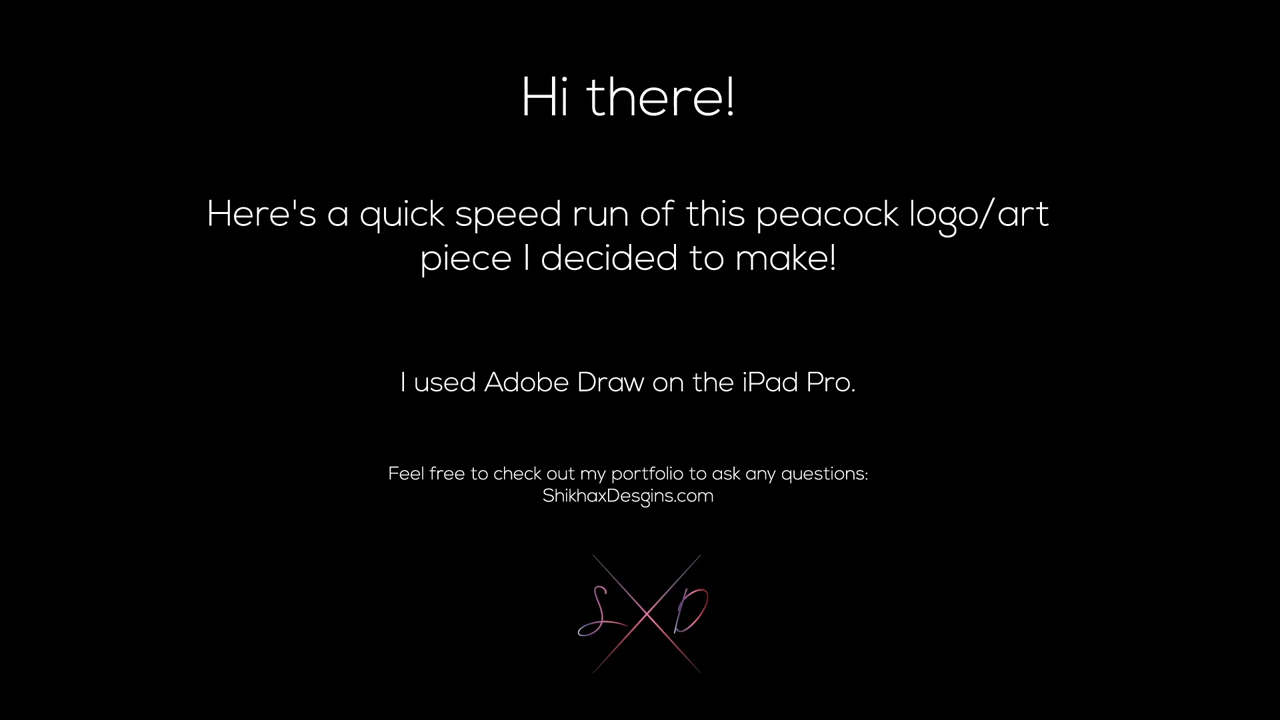 Hi there!
Here's a quick speed run of this peacock logo/art
piece I decided to make!
I used Adobe Draw on the iPad Pro.
Feel free to check out my portfolio to ask any questions:
ShikhaxDesgins.com
S X D